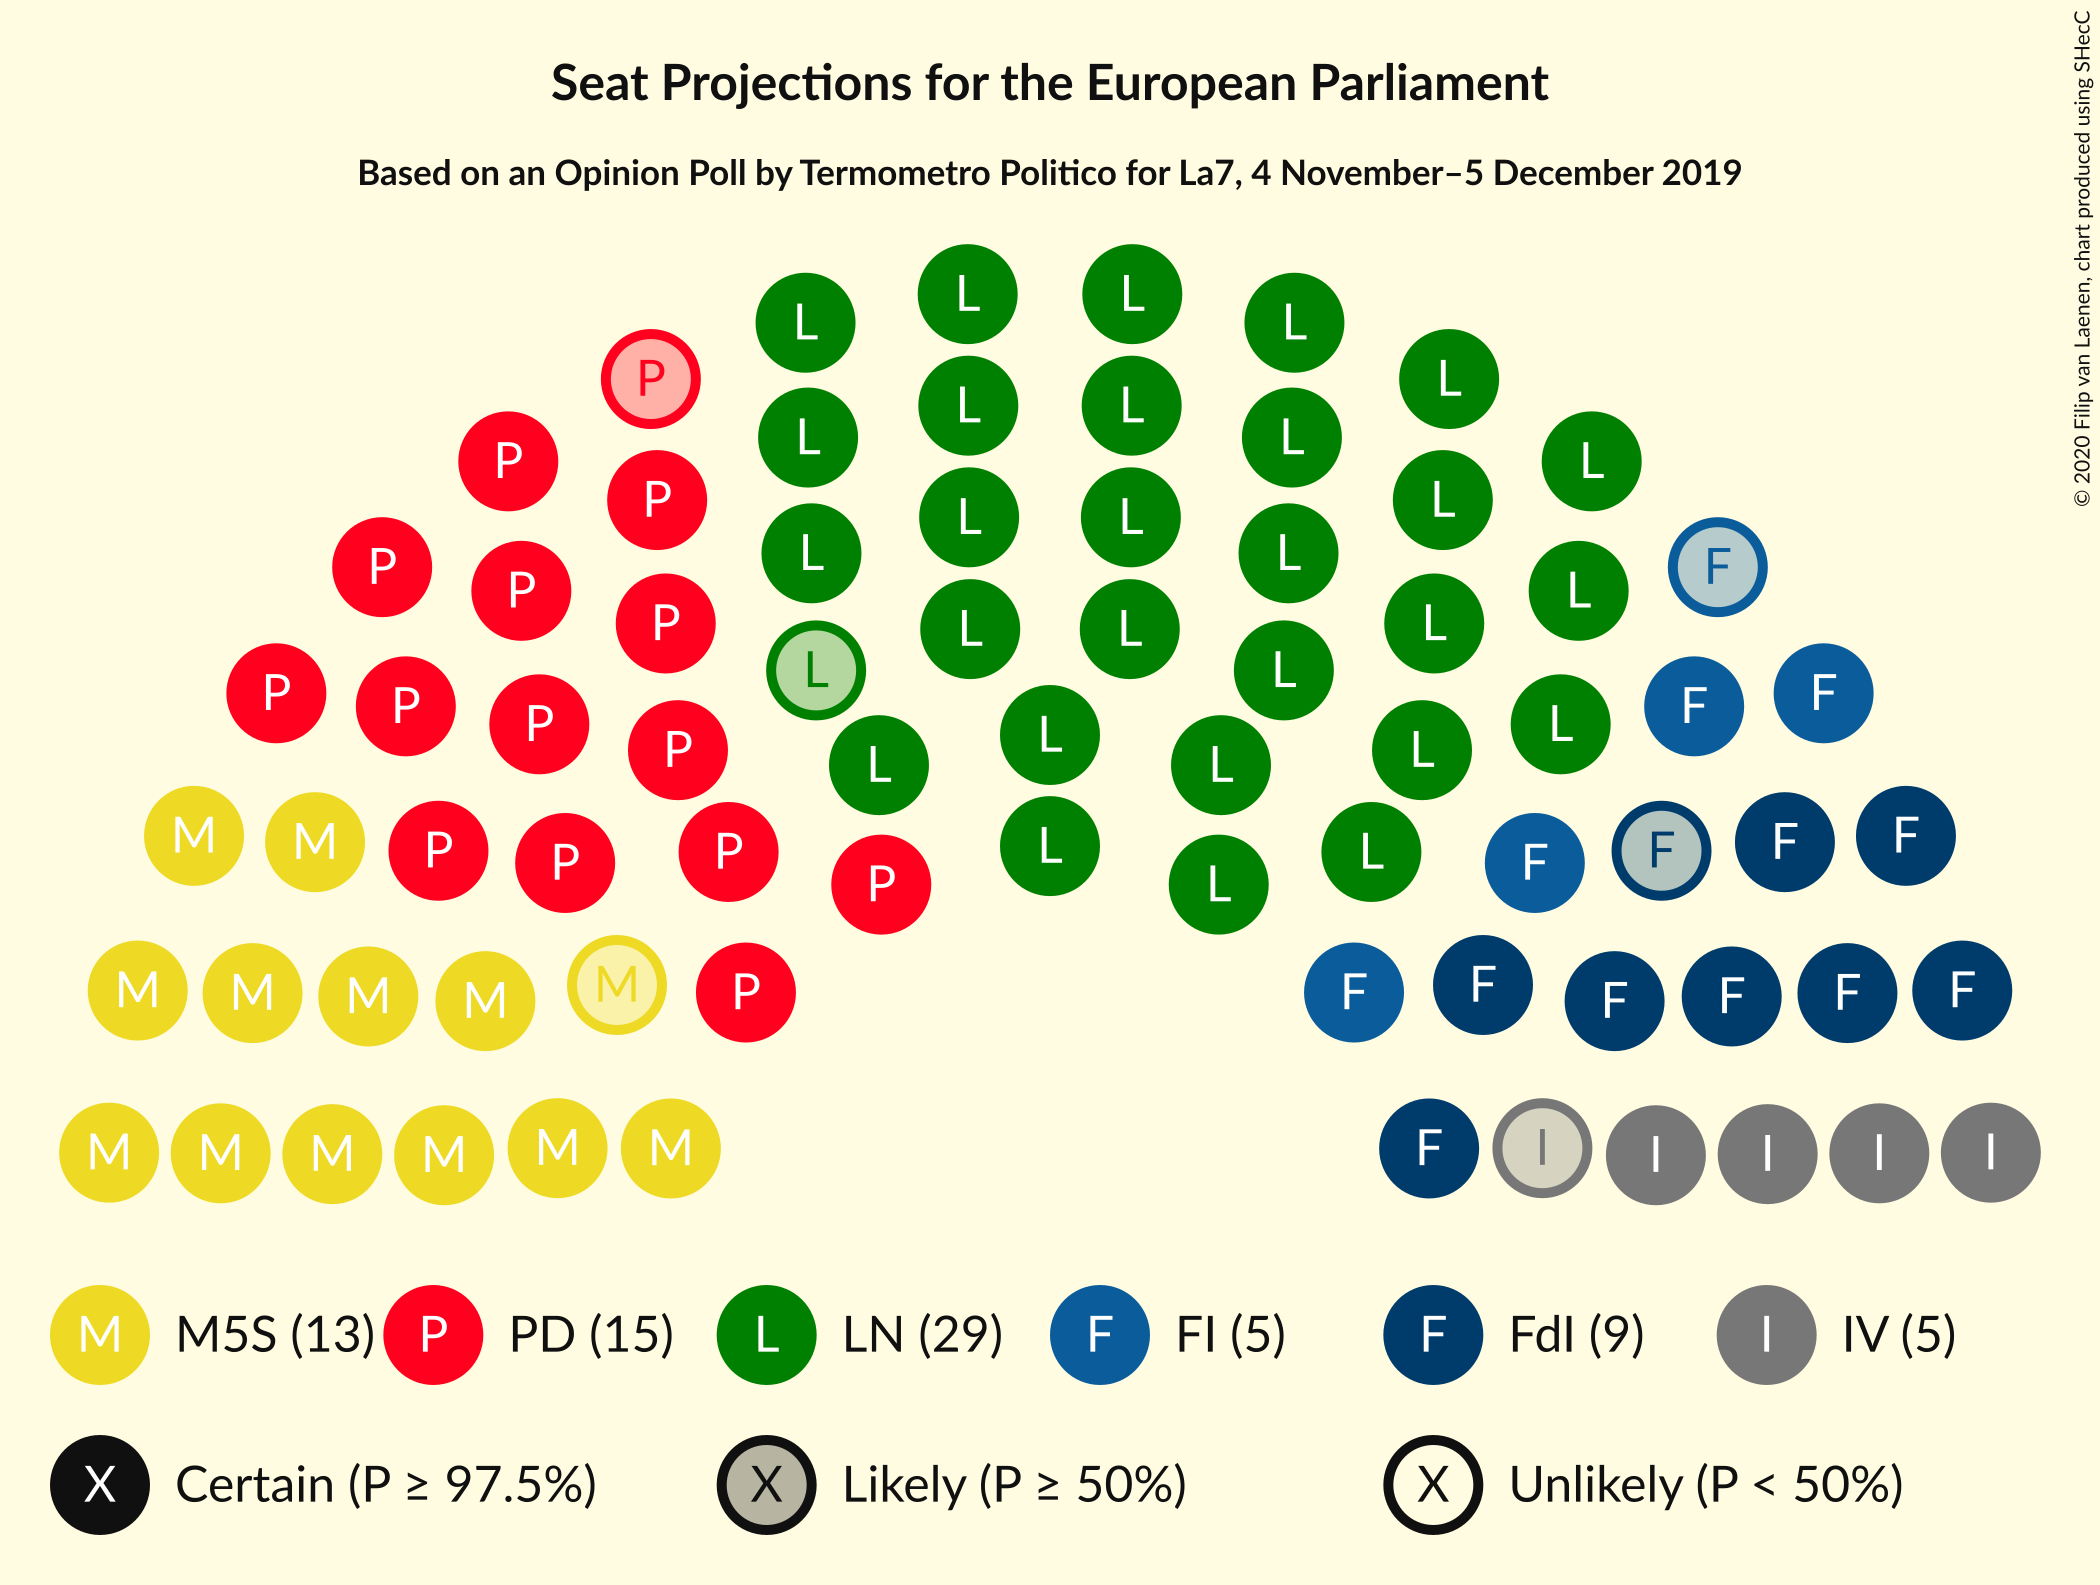 Seat Projections for the European Parliament
Based on an Opinion Poll by Termometro Politico for La7, 4 November–5 December 2019
© 2020 Filip van Laenen, chart produced using SHecC
L L
L L
P L
L L
L L
P L
P L
L L
L L
P F
P L
P L
L L
L L
P F
P F
P L
P L
L
L L
M F
M F
L
P F
P L
P F
P L
M F
M F
M F
M F
M F
P F
M I
M I
M I
M I
M I
M F
M M5S (13) P PD (15) L LN (29) F FI (5) F FdI (9) I IV (5)
X Certain (P ≥ 97.5%) X Likely (P ≥ 50%) X Unlikely (P < 50%)